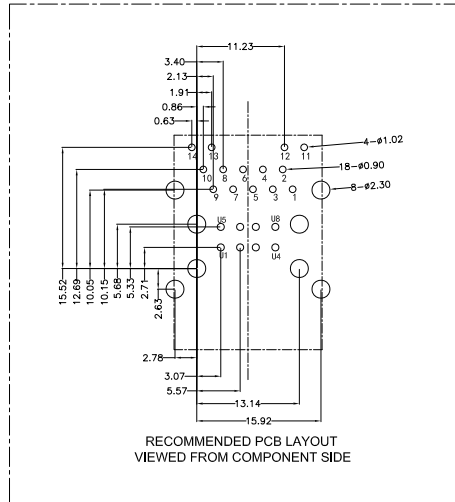 11.23
3.40
2.13
1.91
0.86
0.63
14 13 12 11
4-ø1.02
10 8 6 4 2
18-ø0.90
9 7 5 3 1
8-ø2.30
U5 U8
U1 U4
15.52
12.69
10.05
10.15
5.68
5.33
2.71
2.63
2.78
3.07
5.57
13.14
15.92
RECOMMENDED PCB LAYOUT
VIEWED FROM COMPONENT SIDE